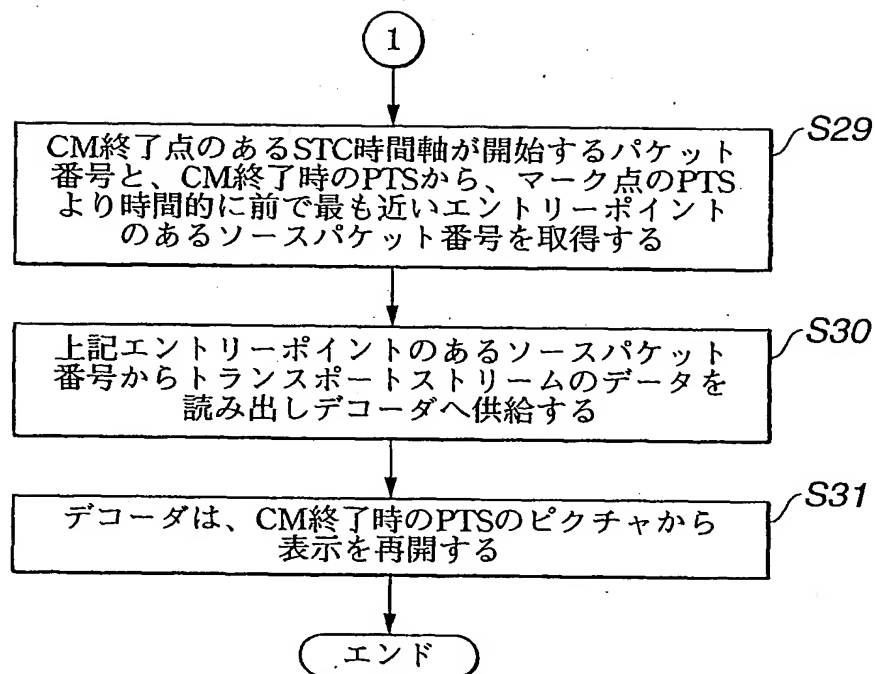 1
S29
CM終了点のあるSTC時間軸が開始するパケット
番号と、CM終了時のPTSから、マーク点のPTS
より時間的に前で最も近いエントリーポイント
のあるソースパケット番号を取得する
S30
上記エントリーポイントのあるソースパケット
番号からトランスポートストリームのデータを
読み出しデコーダへ供給する
S31
デコーダは、CM終了時のPTSのピクチャから
表示を再開する
エンド